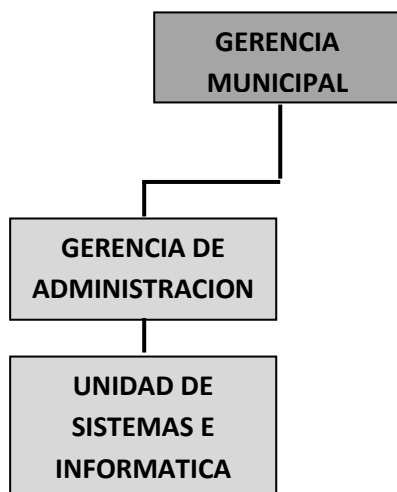 GERENCIA
MUNICIPAL
GERENCIA DE
ADMINISTRACION
UNIDAD DE
SISTEMAS E
INFORMATICA